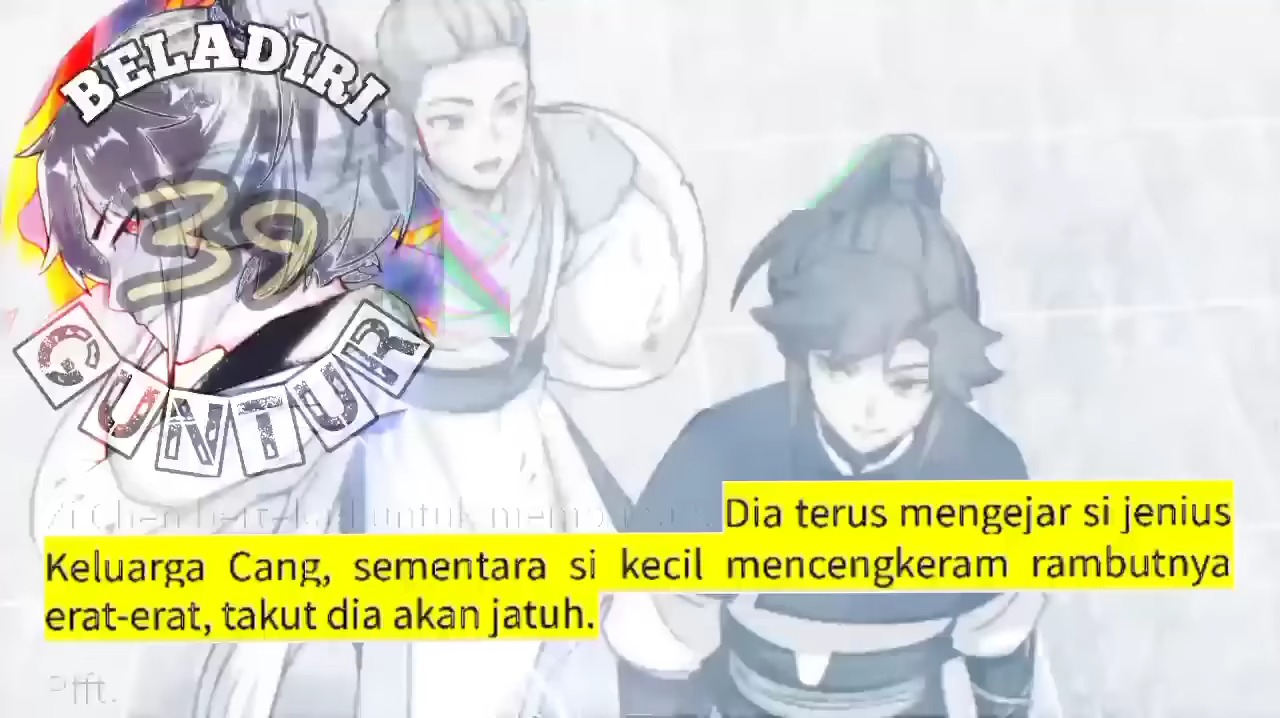 BELADIRI
39
GUNTUR
Dia terus mengejar si jenius
Keluarga Cang, sementara si kecil mencengkeram rambutnya
erat-erat, takut dia akan jatuh.
Pfft.